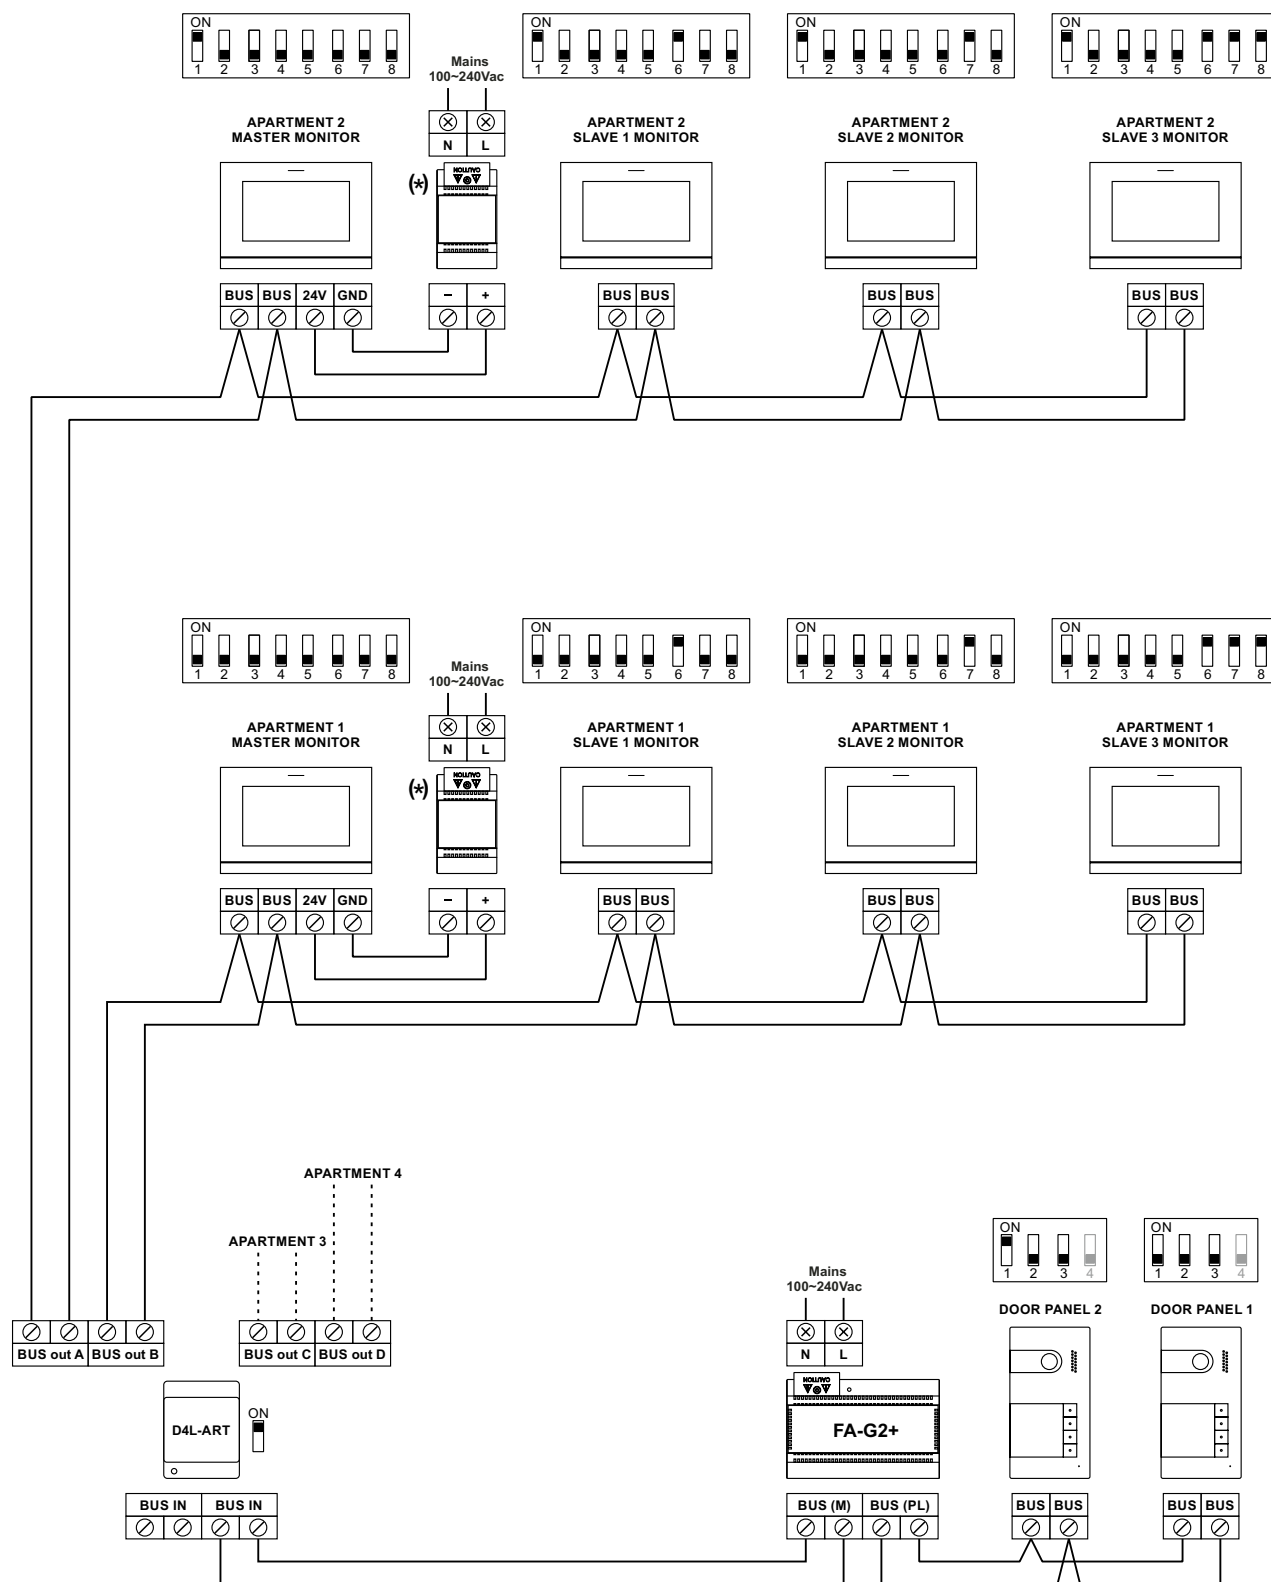 ON ON ON ON
1 2 3 4 5 6 7 8 1 2 3 4 5 6 7 8 1 2 3 4 5 6 7 8 1 2 3 4 5 6 7 8
Mains
100~240Vac
APARTMENT 2
MASTER MONITOR
N L
APARTMENT 2
SLAVE 1 MONITOR
APARTMENT 2
SLAVE 2 MONITOR
APARTMENT 2
SLAVE 3 MONITOR
CAUTION
(*)
BUS BUS 24V GND - + BUS BUS BUS BUS BUS BUS
ON ON ON ON
1 2 3 4 5 6 7 8 1 2 3 4 5 6 7 8 1 2 3 4 5 6 7 8 1 2 3 4 5 6 7 8
Mains
100~240Vac
APARTMENT 1
MASTER MONITOR
N L
APARTMENT 1
SLAVE 1 MONITOR
APARTMENT 1
SLAVE 2 MONITOR
APARTMENT 1
SLAVE 3 MONITOR
CAUTION
(*)
BUS BUS 24V GND - + BUS BUS BUS BUS BUS BUS
APARTMENT 4
APARTMENT 3
ON ON
1 2 3 4 1 2 3 4
Mains
100~240Vac
DOOR PANEL 2 DOOR PANEL 1
BUS out A BUS out B BUS out C BUS out D N L
CAUTION
D4L-ART
ON
FA-G2+
BUS IN BUS IN BUS (M) BUS (PL) BUS BUS BUS BUS